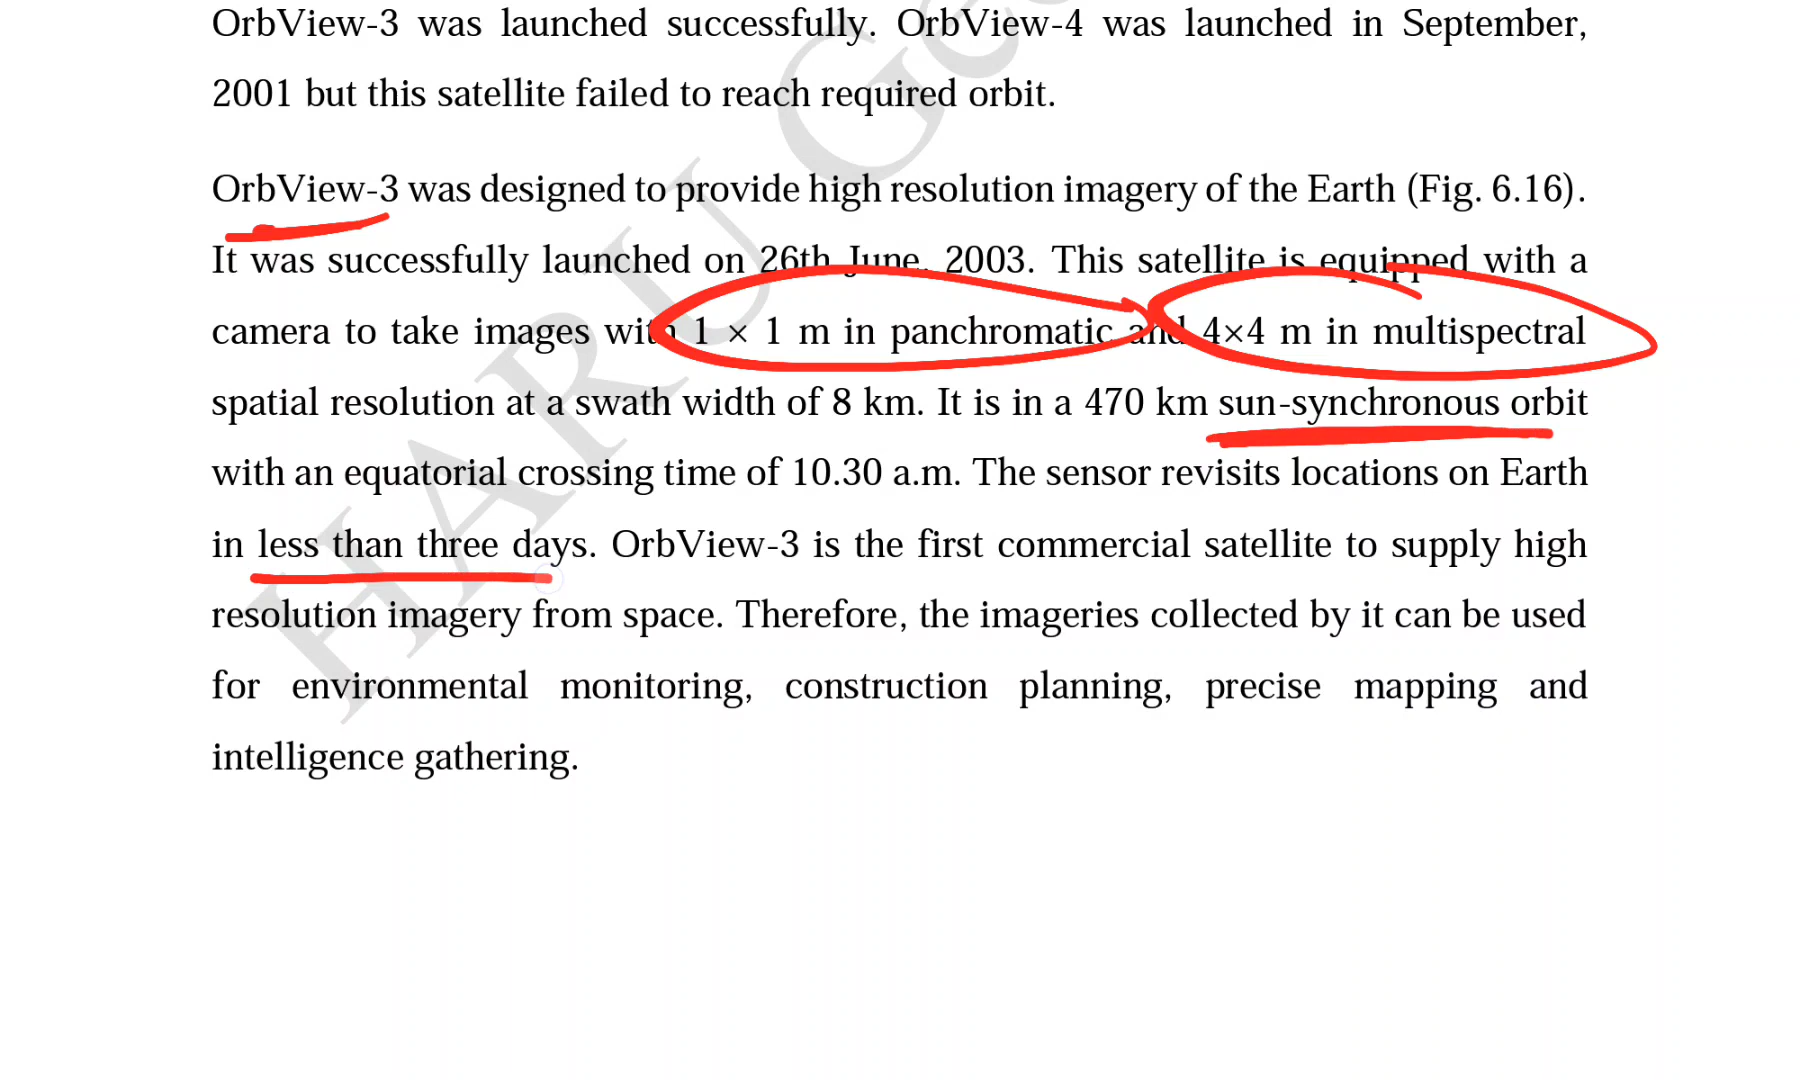 OrbView-3 was launched successfully. OrbView-4 was launched in September,
2001 but this satellite failed to reach required orbit.
OrbView-3 was designed to provide high resolution imagery of the Earth (Fig. 6.16).
It was successfully launched on 26th June, 2003. This satellite is equipped with a
camera to take images with 1 × 1 m in panchromatic and 4×4 m in multispectral
spatial resolution at a swath width of 8 km. It is in a 470 km sun-synchronous orbit
with an equatorial crossing time of 10.30 a.m. The sensor revisits locations on Earth
in less than three days. OrbView-3 is the first commercial satellite to supply high
resolution imagery from space. Therefore, the imageries collected by it can be used
for environmental monitoring, construction planning, precise mapping and
intelligence gathering.
HARU